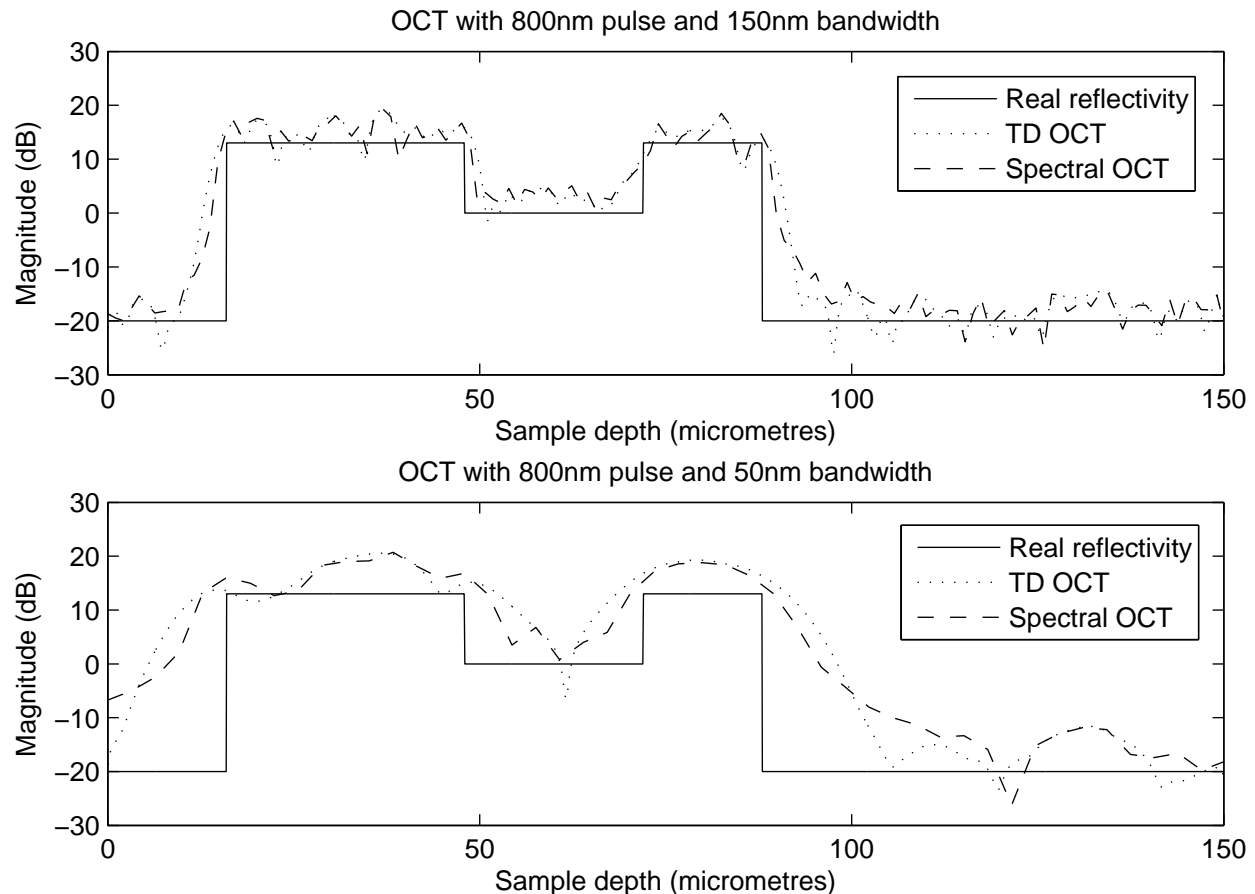 OCT with 800nm pulse and 150nm bandwidth
30
20
10
0
−10
−20
−30
Magnitude (dB)
Real reflectivity
TD OCT
Spectral OCT
0
50
100
150
Sample depth (micrometres)
OCT with 800nm pulse and 50nm bandwidth
30
20
10
0
−10
−20
−30
Magnitude (dB)
Real reflectivity
TD OCT
Spectral OCT
0
50
100
150
Sample depth (micrometres)